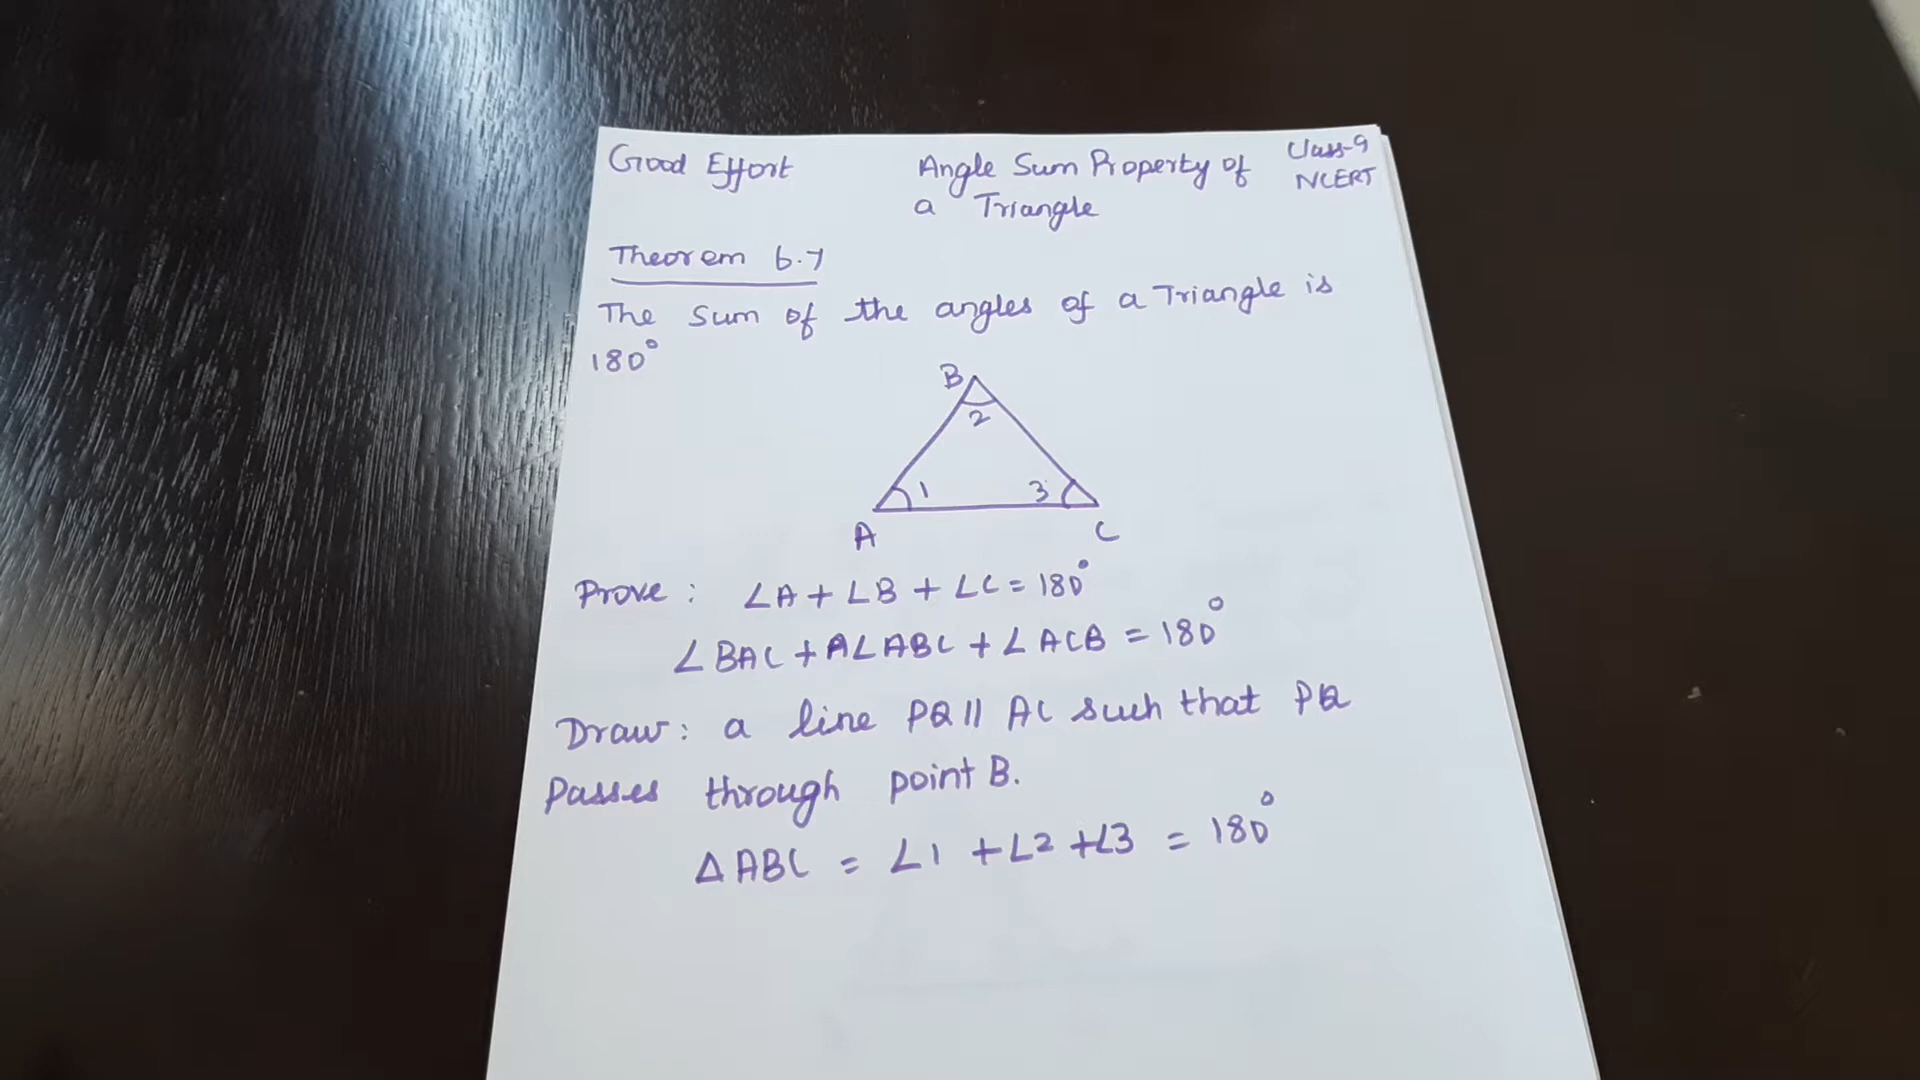 Good Effort
Angle Sum Property of
a Triangle
Class-9
NCERT
Theorem 6.7
The Sum of the angles of a Triangle is
180°
B
2
1
3
A
C
Prove: ∠A + ∠B + ∠C = 180°
∠BAC + A∠ABC + ∠ACB = 180°
Draw: a line PQ || AC such that PQ
Passes through point B.
△ABC = ∠1 + ∠2 + ∠3 = 180°